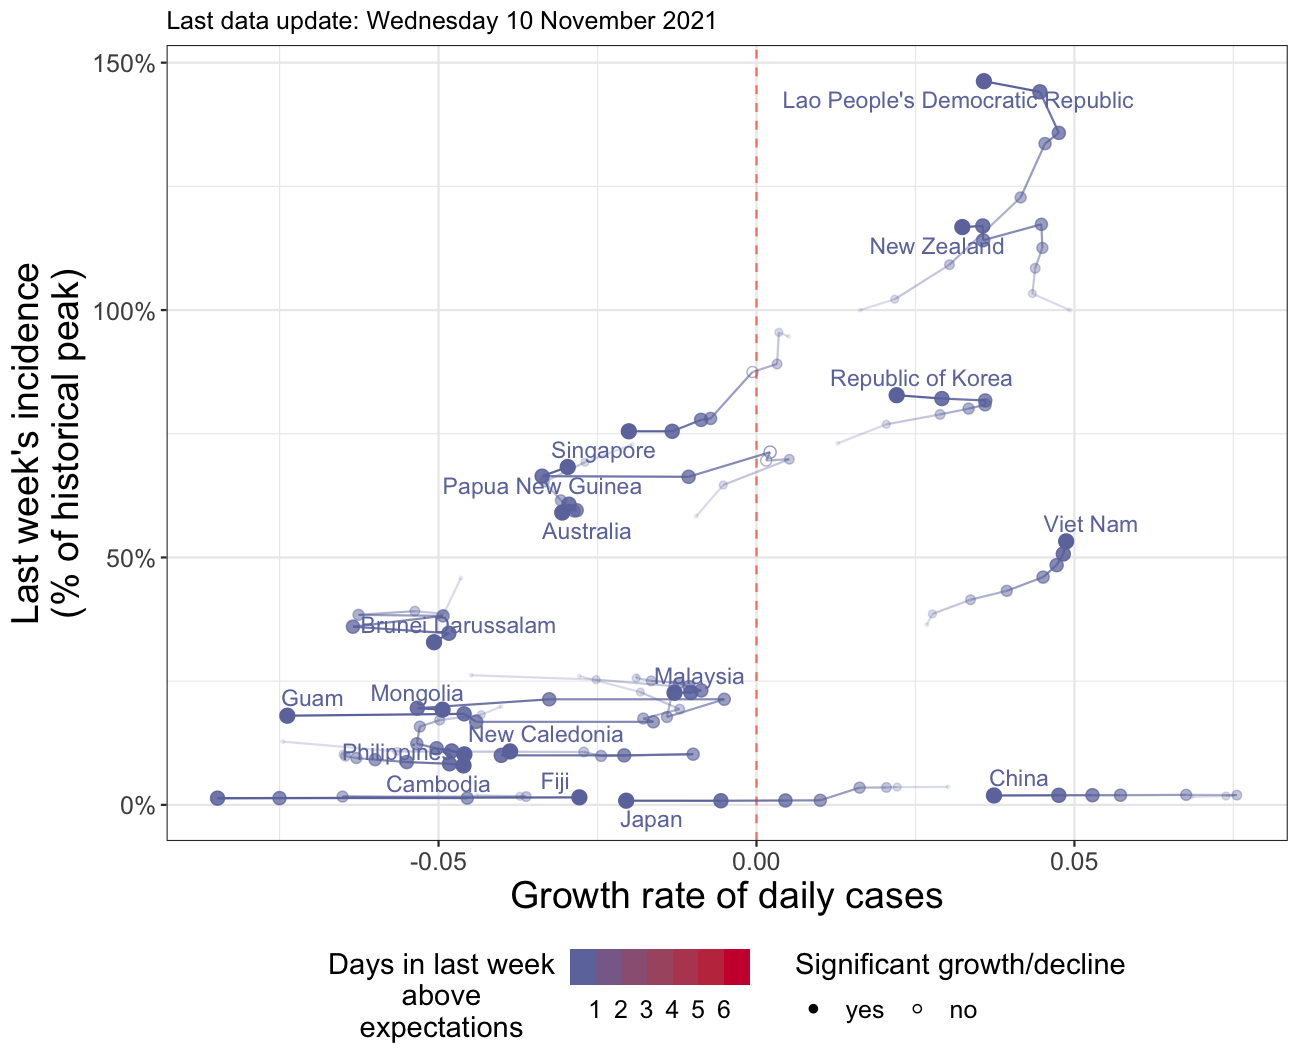 Last data update: Wednesday 10 November 2021
150%
100%
50%
0%
Last week's incidence
(% of historical peak)
Lao People's Democratic Republic
New Zealand
Republic of Korea
Singapore
Papua New Guinea
Australia
Viet Nam
Brunei Darussalam
Malaysia
Guam
Mongolia
New Caledonia
Philippines
Cambodia
Fiji
China
Japan
-0.05
0.00
0.05
Growth rate of daily cases
Days in last week
above
expectations
1 2 3 4 5 6
Significant growth/decline
yes
no